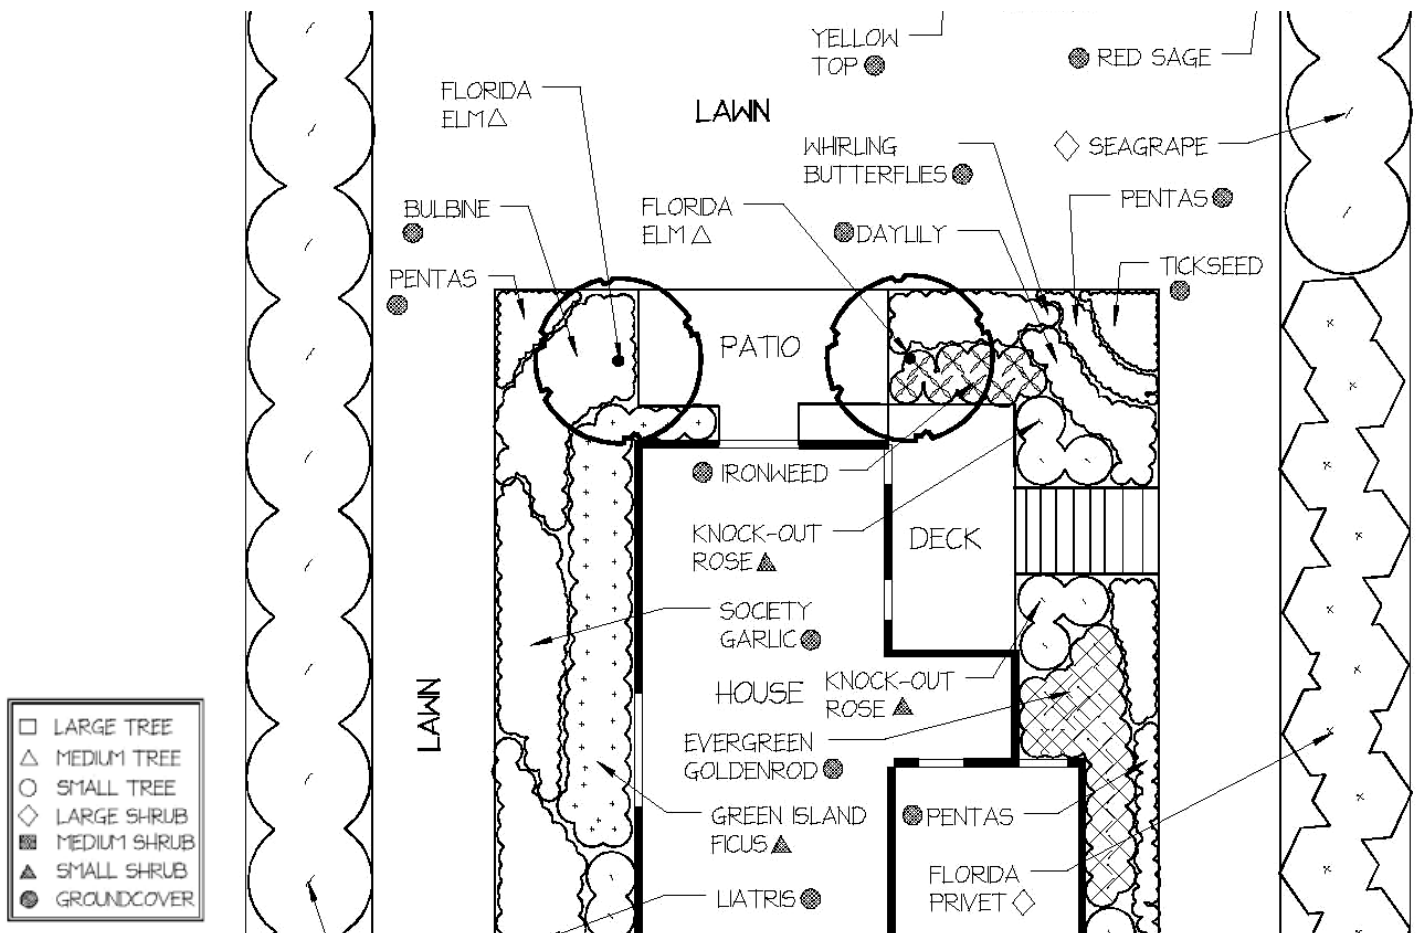 YELLOW
TOP
RED SAGE
FLORIDA
ELM
LAWN
WHIRLING
BUTTERFLIES
SEAGRAPE
BULBINE
FLORIDA
ELM
PENTAS
DAYLILY
PENTAS
TICKSEED
PATIO
IRONWEED
KNOCK-OUT
ROSE
DECK
SOCIETY
GARLIC
HOUSE
KNOCK-OUT
ROSE
LAWN
EVERGREEN
GOLDENROD
GREEN ISLAND
FICUS
PENTAS
FLORIDA
PRIVET
LIATRIS
LARGE TREE
MEDIUM TREE
SMALL TREE
LARGE SHRUB
MEDIUM SHRUB
SMALL SHRUB
GROUNDCOVER